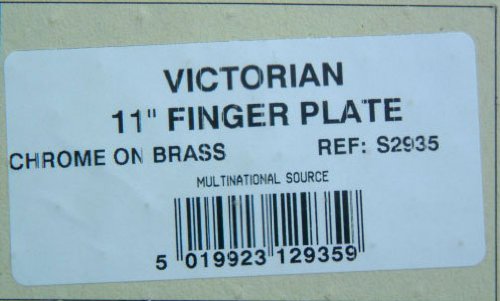 VICTORIAN
11" FINGER PLATE
CHROME ON BRASS REF: S2935
MULTINATIONAL SOURCE
5 019923 129359